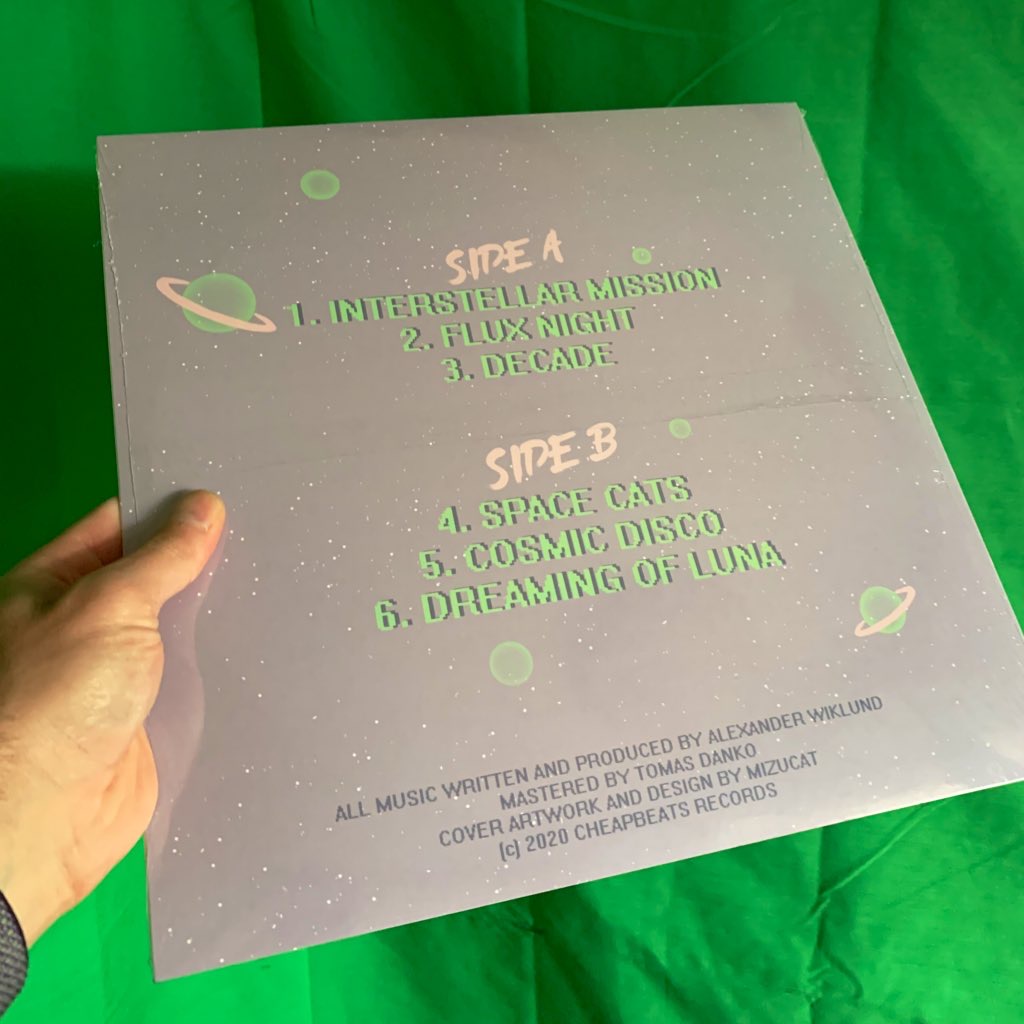 SIDE A
1. INTERSTELLAR MISSION
2. FLUX NIGHT
3. DECADE
SIDE B
4. SPACE CATS
5. COSMIC DISCO
6. DREAMING OF LUNA
ALL MUSIC WRITTEN AND PRODUCED BY ALEXANDER WIKLUND
MASTERED BY TOMAS DANKO
COVER ARTWORK AND DESIGN BY MIZUCAT
(c) 2020 CHEAPBEATS RECORDS